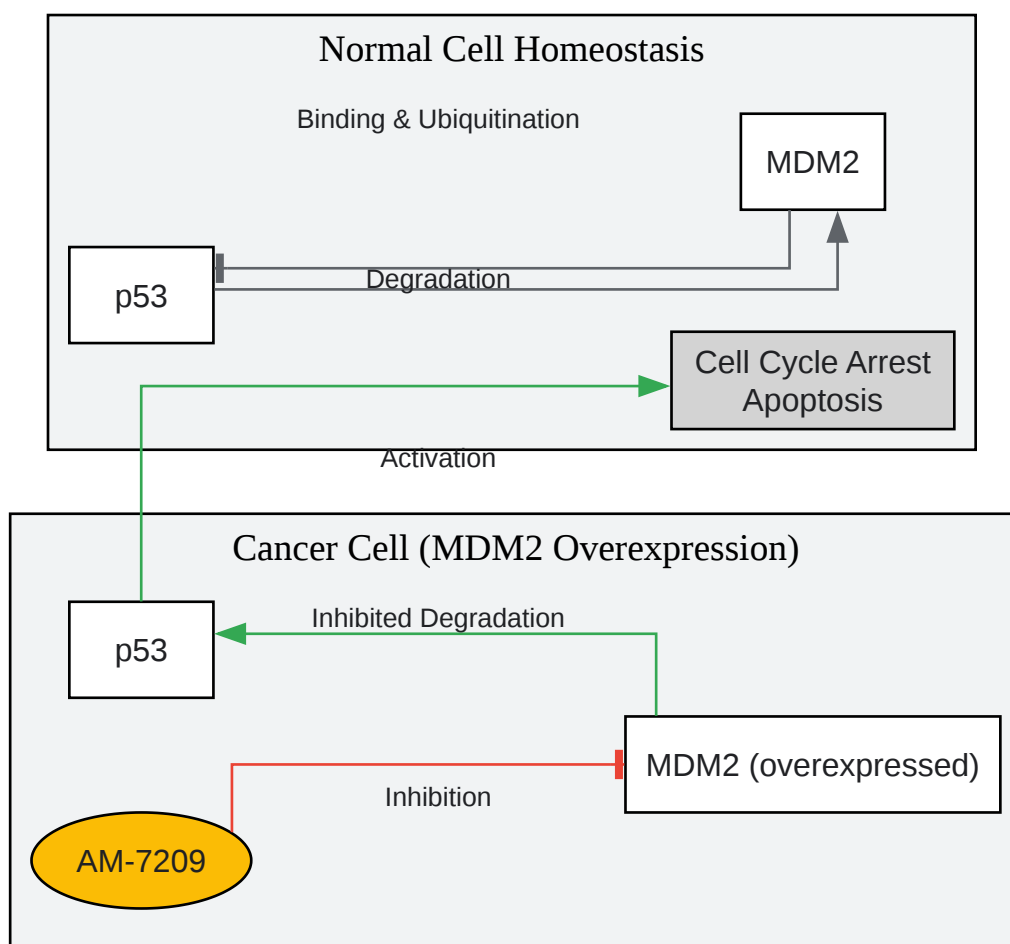 Normal Cell Homeostasis
Binding & Ubiquitination
MDM2
Degradation
p53
Cell Cycle Arrest
Apoptosis
Activation
Cancer Cell (MDM2 Overexpression)
Inhibited Degradation
p53
MDM2 (overexpressed)
Inhibition
AM-7209